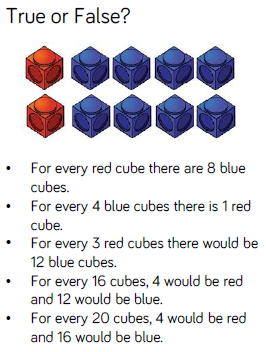 True or False?
• For every red cube there are 8 blue
cubes.
• For every 4 blue cubes there is 1 red
cube.
• For every 3 red cubes there would be
12 blue cubes.
• For every 16 cubes, 4 would be red
and 12 would be blue.
• For every 20 cubes, 4 would be red
and 16 would be blue.